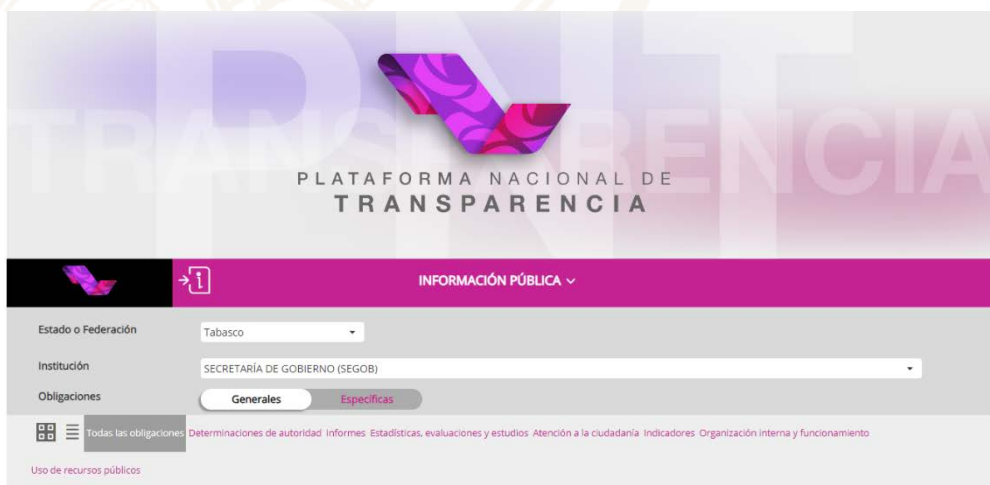 PNT
TRANSPARENCIA
PLATAFORMA NACIONAL DE
TRANSPARENCIA
INFORMACIÓN PÚBLICA
Estado o Federación
Tabasco
Institución
SECRETARÍA DE GOBIERNO (SEGOB)
Obligaciones
Generales Específicas
Todas las obligaciones Determinaciones de autoridad Informes Estadísticas, evaluaciones y estudios Atención a la ciudadanía Indicadores Organización interna y funcionamiento
Uso de recursos públicos